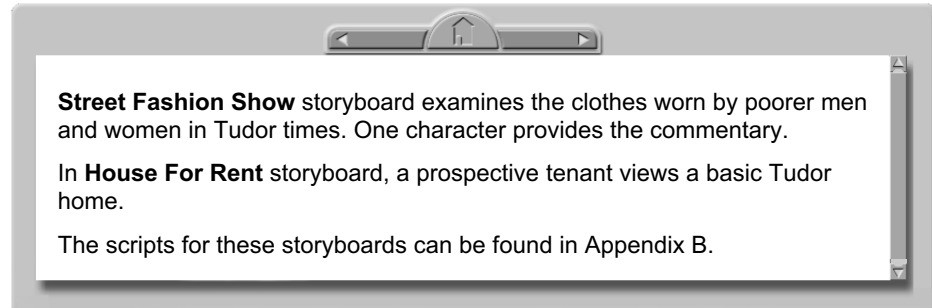 Street Fashion Show storyboard examines the clothes worn by poorer men
and women in Tudor times. One character provides the commentary.
In House For Rent storyboard, a prospective tenant views a basic Tudor
home.
The scripts for these storyboards can be found in Appendix B.